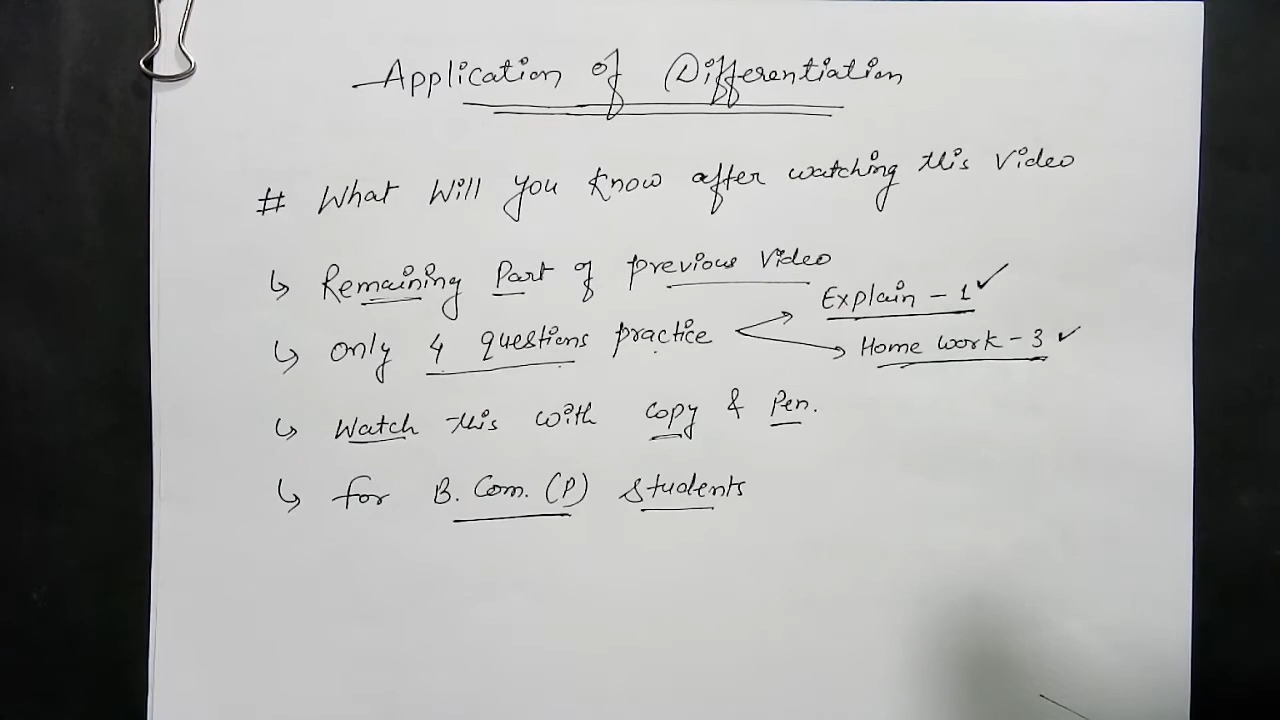 Application of Differentiation
# What Will You Know after watching this Video
↳ Remaining Part of previous Video
↳ only 4 questions practice
Explain - 1 ✓
Home work - 3 ✓
↳ Watch this with copy & Pen.
↳ for B. Com. (P) Students